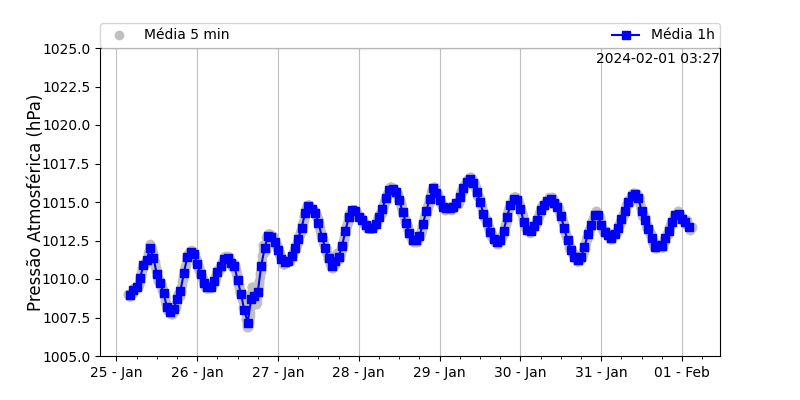 Média 5 min
Média 1h
2024-02-01 03:27
Pressão Atmosférica (hPa)
1025.0
1022.5
1020.0
1017.5
1015.0
1012.5
1010.0
1007.5
1005.0
25 - Jan
26 - Jan
27 - Jan
28 - Jan
29 - Jan
30 - Jan
31 - Jan
01 - Feb